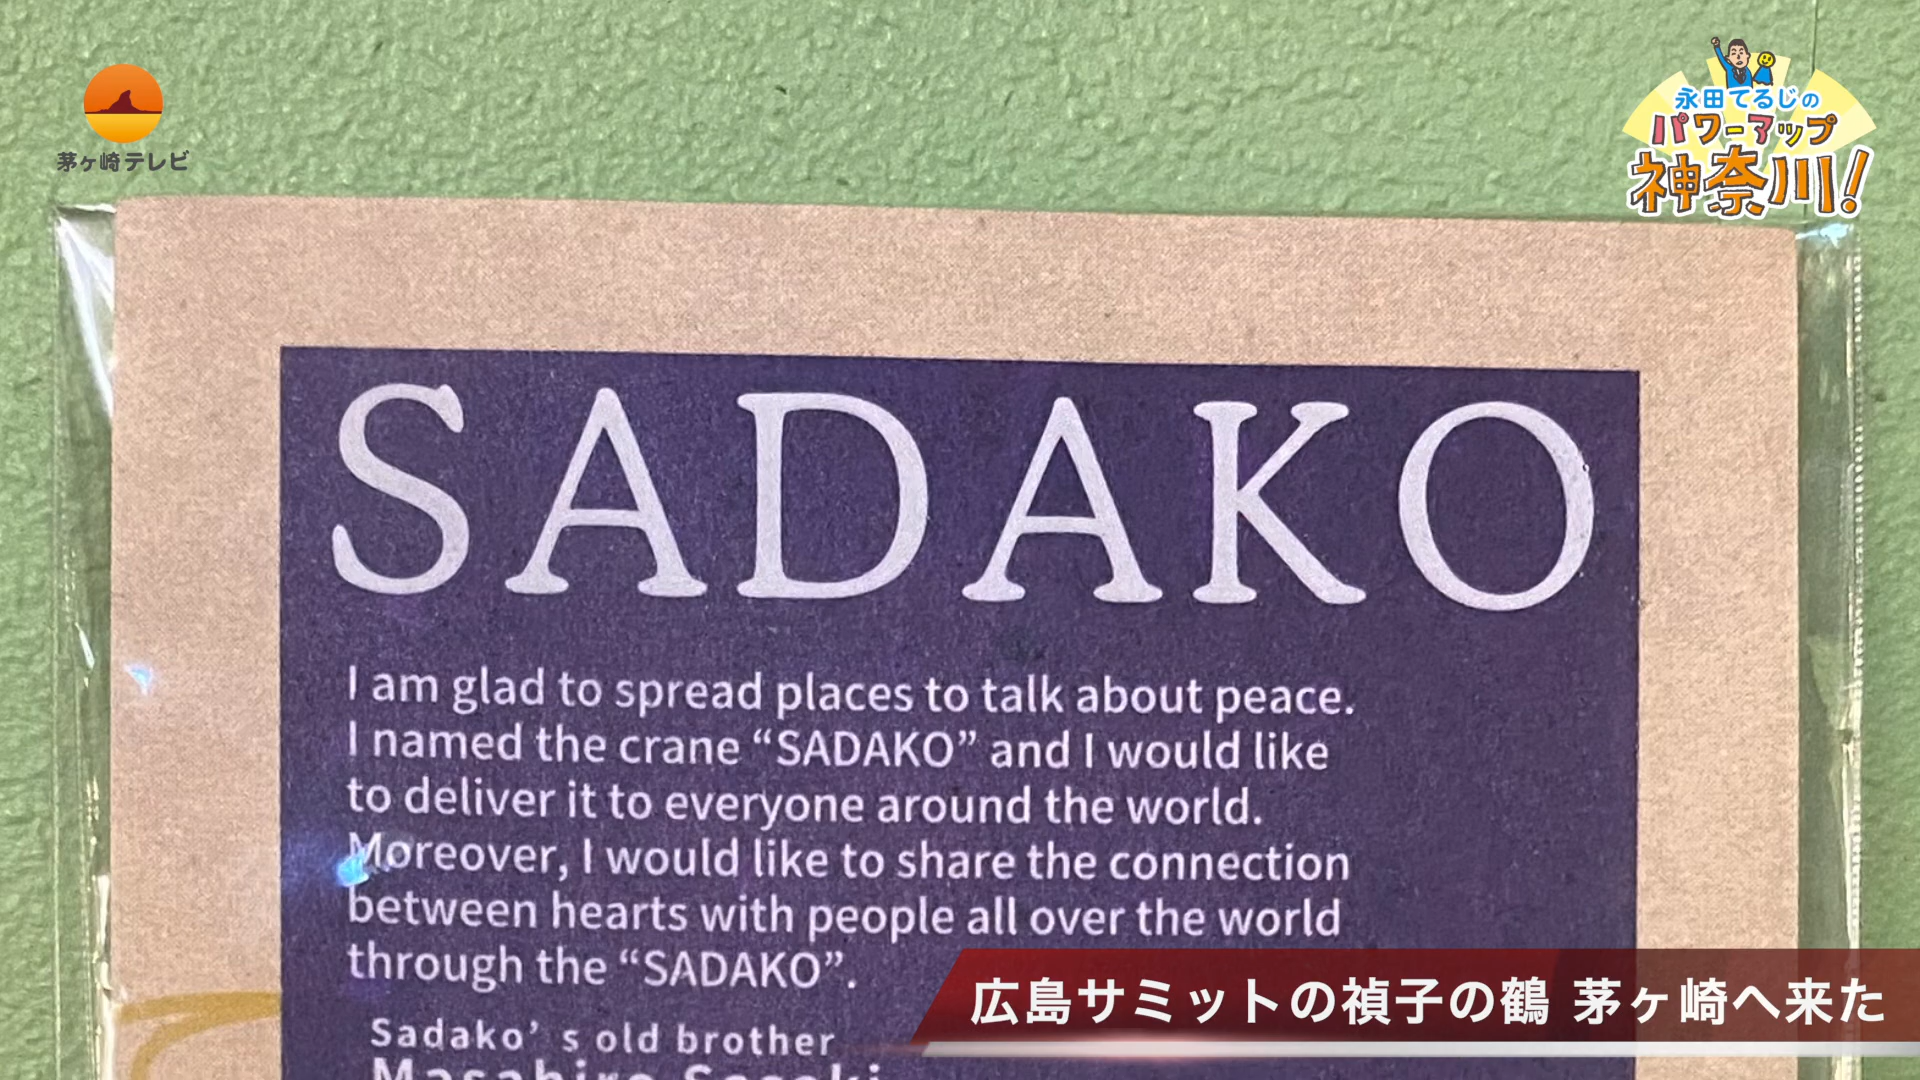 茅ヶ崎テレビ
永田てるじの
パワーアップ
神奈川!
SADAKO
I am glad to spread places to talk about peace.
I named the crane “SADAKO” and I would like
to deliver it to everyone around the world.
Moreover, I would like to share the connection
between hearts with people all over the world
through the “SADAKO”.
Sadako’s old brother
Masahiro Sasaki
広島サミットの禎子の鶴 茅ヶ崎へ来た